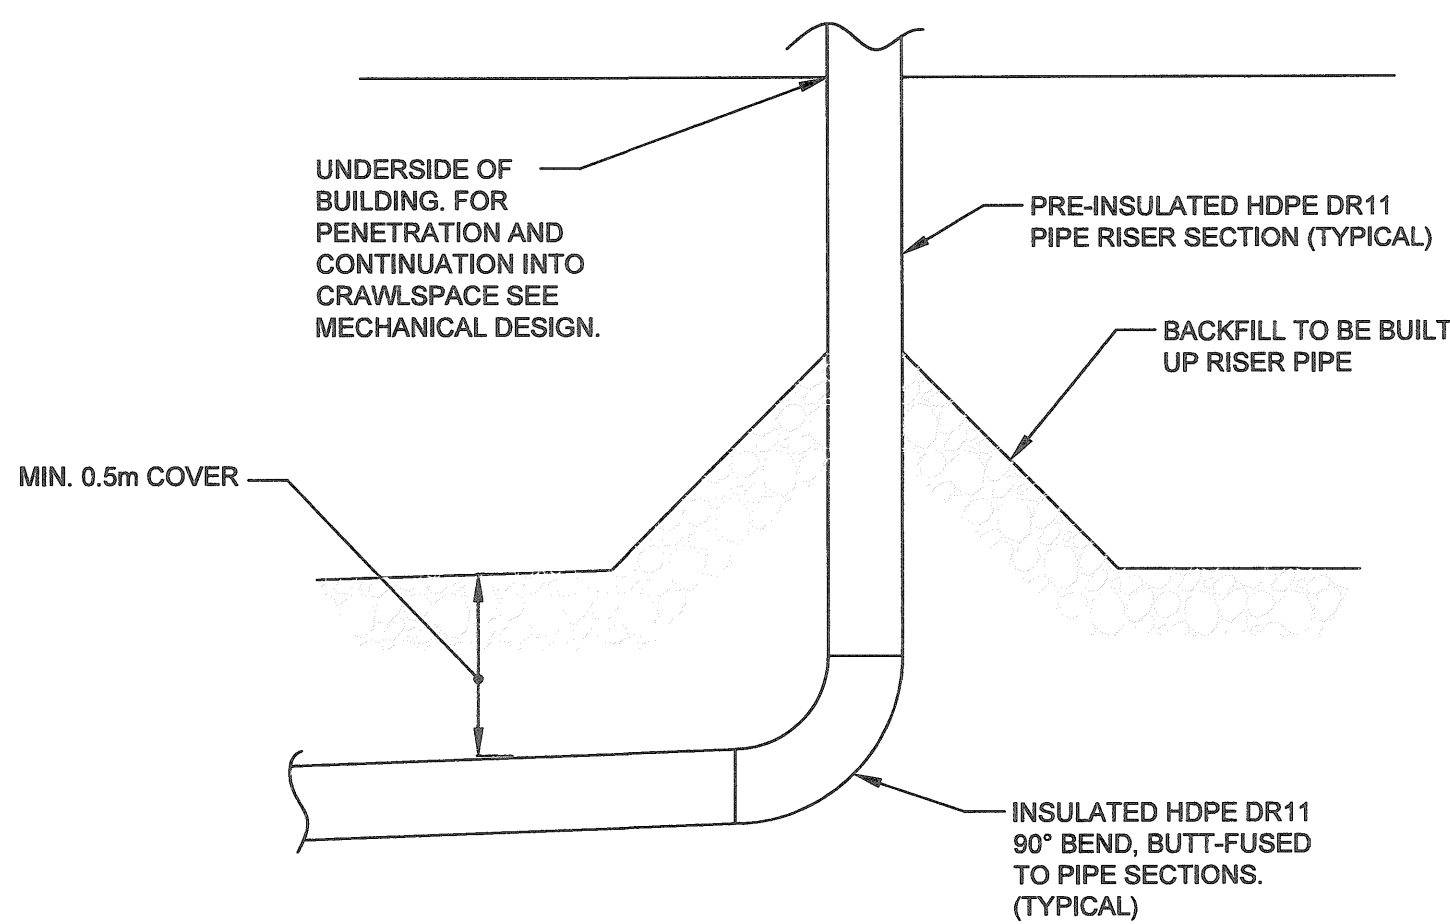 UNDERSIDE OF
BUILDING. FOR
PENETRATION AND
CONTINUATION INTO
CRAWLSPACE SEE
MECHANICAL DESIGN.
PRE-INSULATED HDPE DR11
PIPE RISER SECTION (TYPICAL)
BACKFILL TO BE BUILT
UP RISER PIPE
MIN. 0.5m COVER
INSULATED HDPE DR11
90° BEND, BUTT-FUSED
TO PIPE SECTIONS.
(TYPICAL)